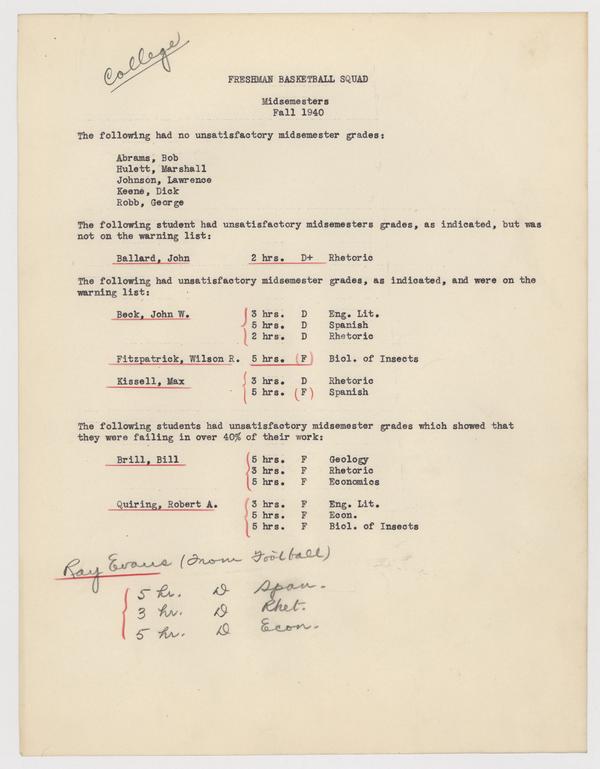 College
FRESHMAN BASKETBALL SQUAD
Midsemesters
Fall 1940
The following had no unsatisfactory midsemester grades:
Abrams, Bob
Hulett, Marshall
Johnson, Lawrence
Keene, Dick
Robb, George
The following student had unsatisfactory midsemesters grades, as indicated, but was
not on the warning list:
Ballard, John 2 hrs. D+ Rhetoric
The following had unsatisfactory midsemester grades, as indicated, and were on the
warning list:
Beck, John W. 3 hrs. D Eng. Lit.
5 hrs. D Spanish
2 hrs. D Rhetoric
Fitzpatrick, Wilson R. 5 hrs. (F) Biol. of Insects
Kissell, Max 3 hrs. D Rhetoric
5 hrs. (F) Spanish
The following students had unsatisfactory midsemester grades which showed that
they were failing in over 40% of their work:
Brill, Bill 5 hrs. F Geology
3 hrs. F Rhetoric
5 hrs. F Economics
Quiring, Robert A. 3 hrs. F Eng. Lit.
5 hrs. F Econ.
5 hrs. F Biol. of Insects
Ray Evans (From Football)
5 hr. D Span.
3 hr. D Rhet.
5 hr. D Econ.